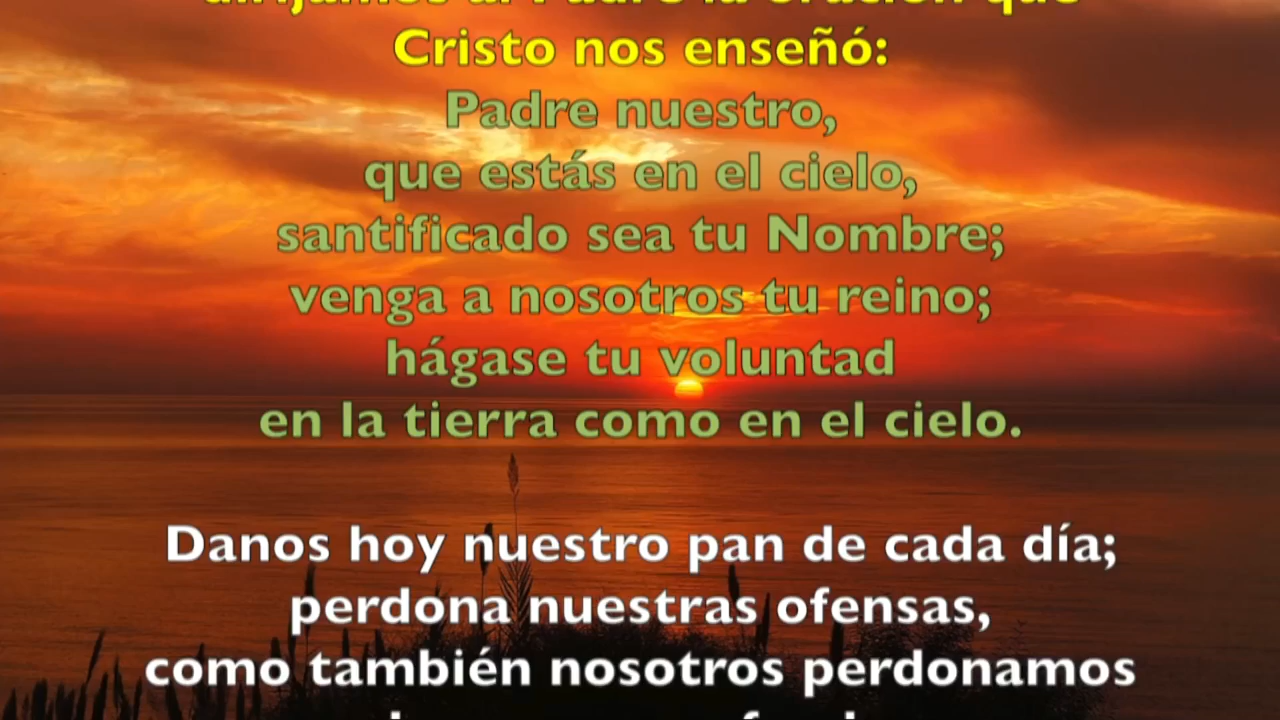 Cristo nos enseñó:
Padre nuestro,
que estás en el cielo,
santificado sea tu Nombre;
venga a nosotros tu reino;
hágase tu voluntad
en la tierra como en el cielo.
Danos hoy nuestro pan de cada día;
perdona nuestras ofensas,
como también nosotros perdonamos